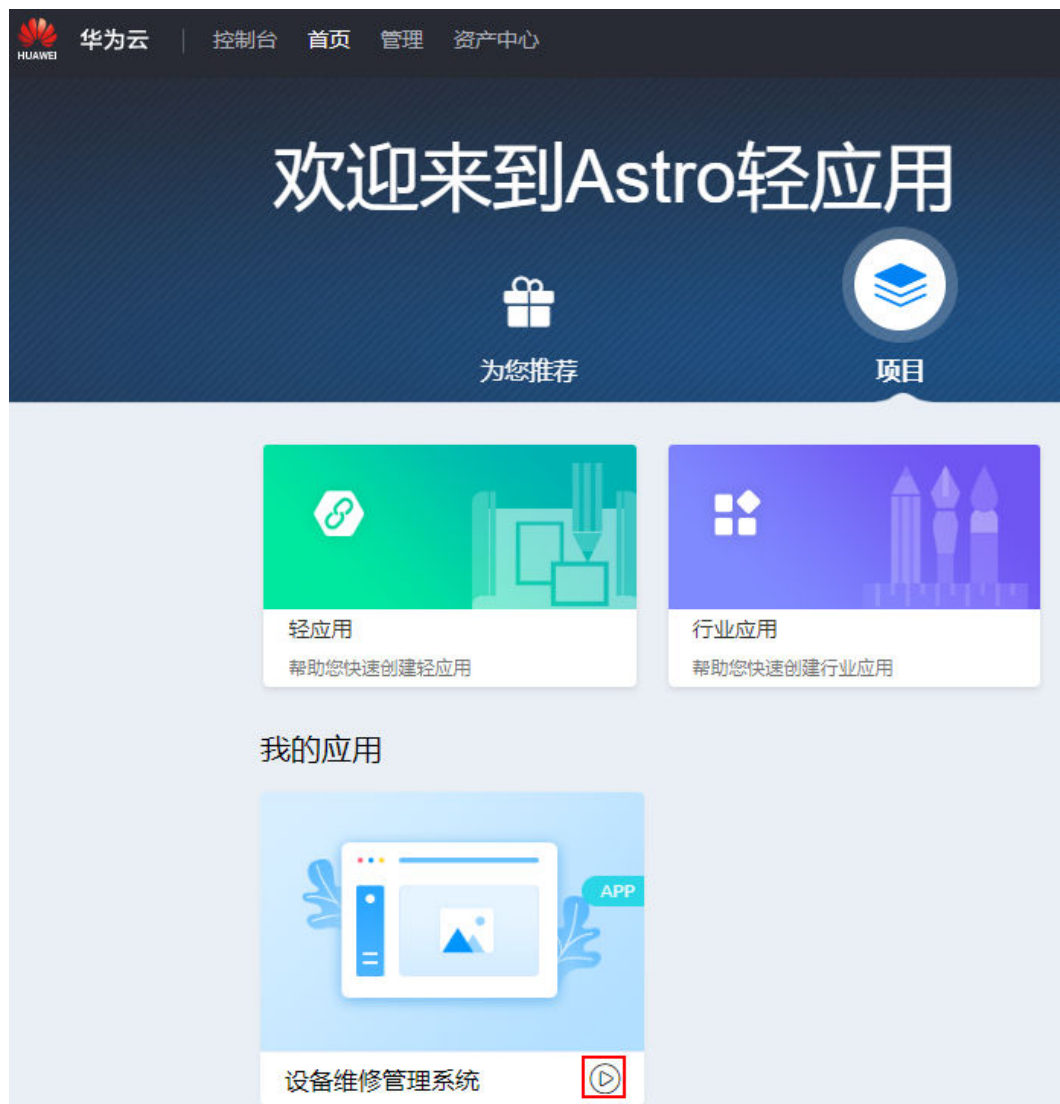 HUAWEI 华为云 | 控制台 首页 管理 资产中心
欢迎来到Astro轻应用
为您推荐 项目
轻应用 行业应用
帮助您快速创建轻应用 帮助您快速创建行业应用
我的应用
APP
设备维修管理系统